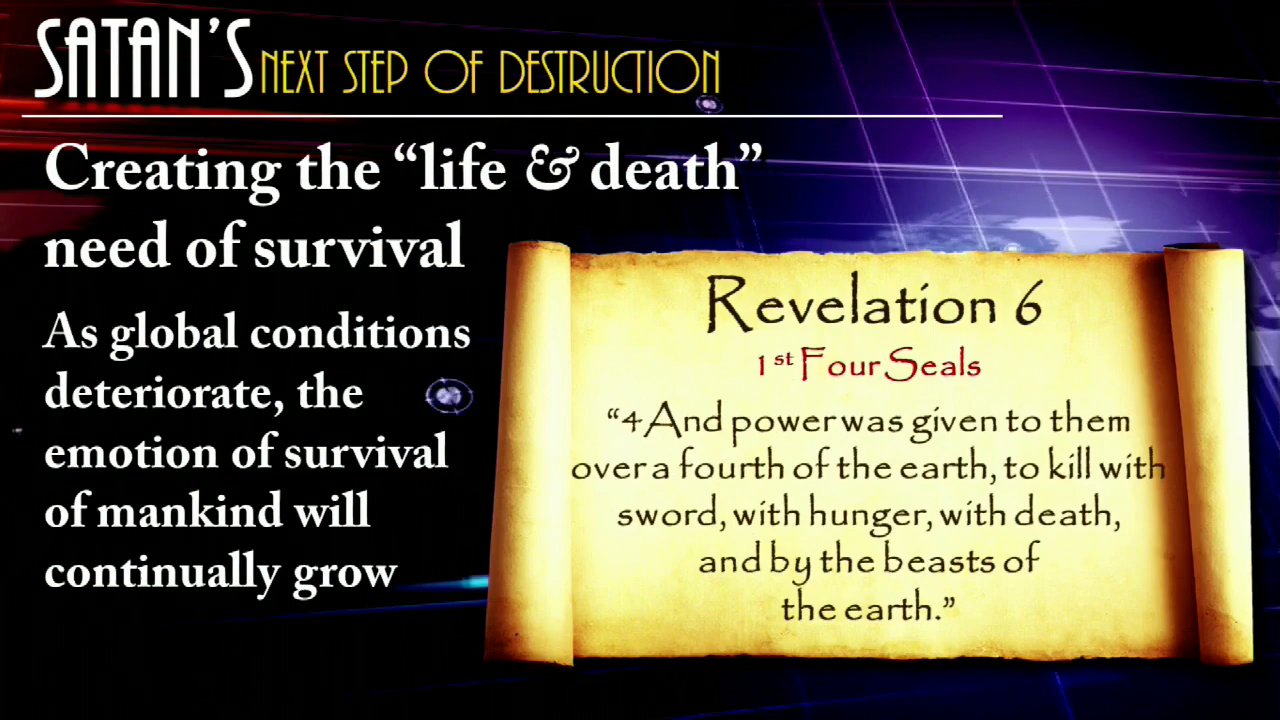 SATAN'S NEXT STEP OF DESTRUCTION
Creating the “life & death”
need of survival
As global conditions
deteriorate, the
emotion of survival
of mankind will
continually grow
Revelation 6
1st Four Seals
“4And power was given to them
over a fourth of the earth, to kill with
sword, with hunger, with death,
and by the beasts of
the earth.”